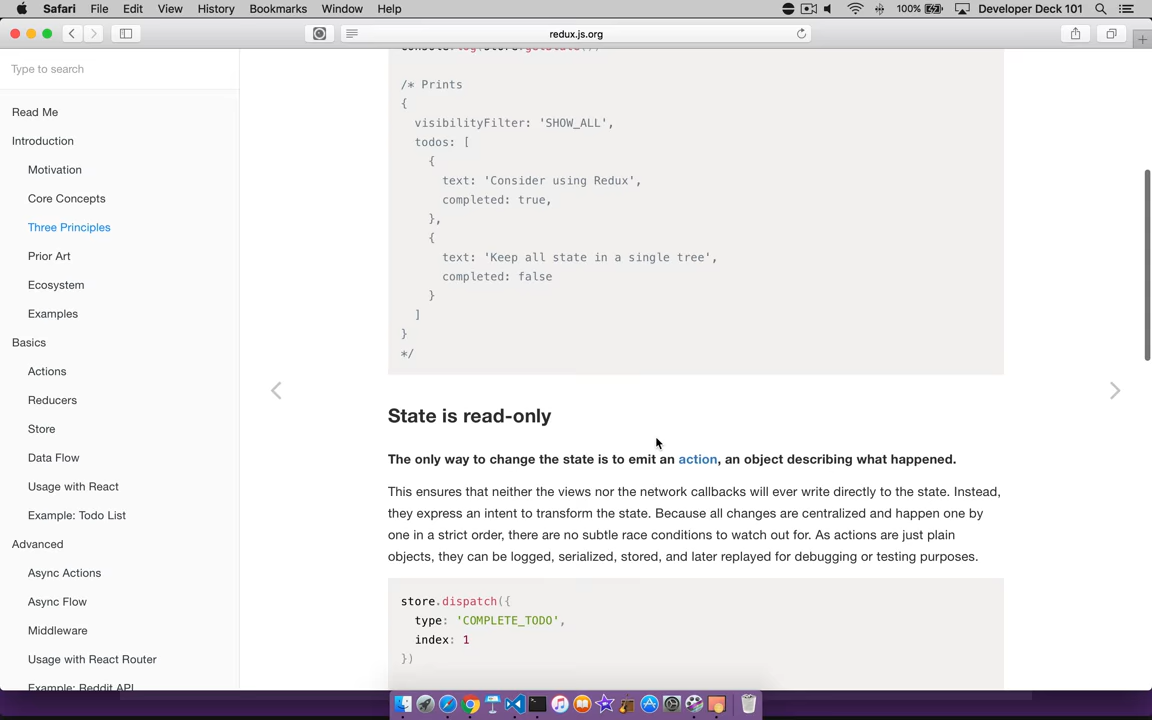 Safari File Edit View History Bookmarks Window Help 100% Developer Deck 101
redux.js.org
Type to search
Read Me
Introduction
Motivation
Core Concepts
Three Principles
Prior Art
Ecosystem
Examples
Basics
Actions
Reducers
Store
Data Flow
Usage with React
Example: Todo List
Advanced
Async Actions
Async Flow
Middleware
Usage with React Router
Example: Reddit API
console.log(store.getState())
/* Prints
{
visibilityFilter: 'SHOW_ALL',
todos: [
{
text: 'Consider using Redux',
completed: true,
},
{
text: 'Keep all state in a single tree',
completed: false
}
]
}
*/
State is read-only
The only way to change the state is to emit an action, an object describing what happened.
This ensures that neither the views nor the network callbacks will ever write directly to the state. Instead,
they express an intent to transform the state. Because all changes are centralized and happen one by
one in a strict order, there are no subtle race conditions to watch out for. As actions are just plain
objects, they can be logged, serialized, stored, and later replayed for debugging or testing purposes.
store.dispatch({
type: 'COMPLETE_TODO',
index: 1
})